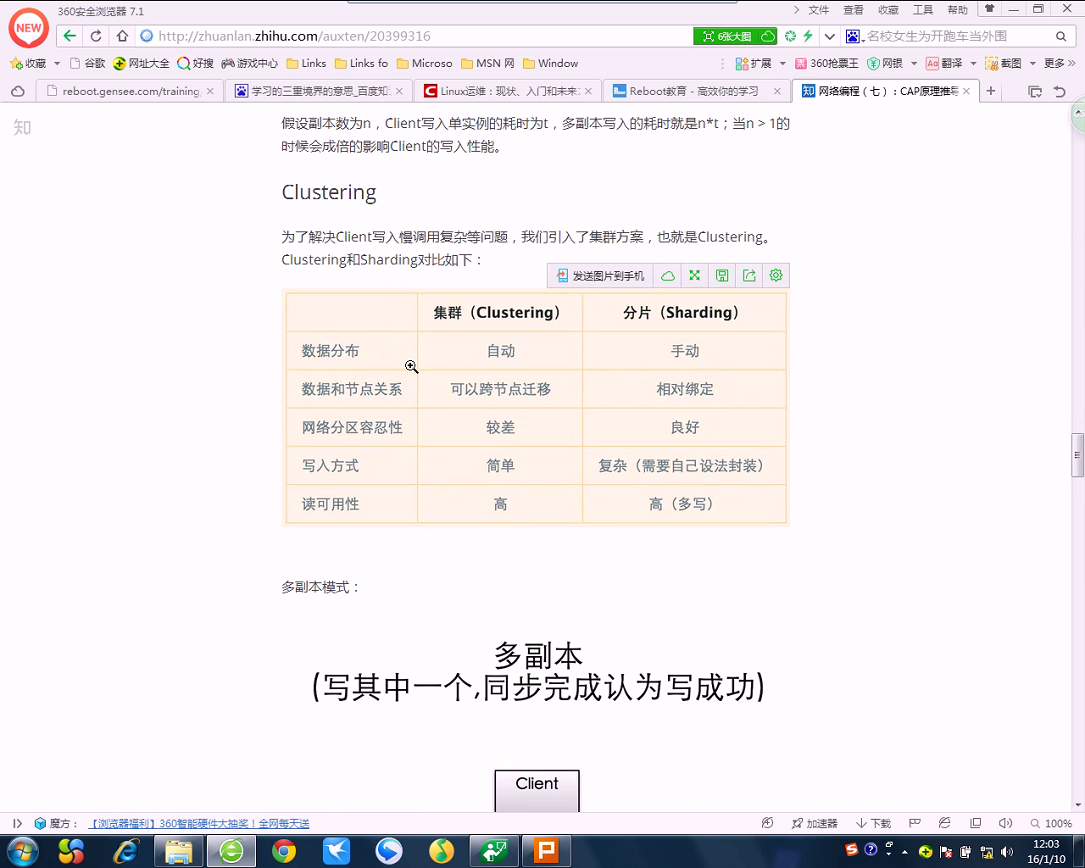 360安全浏览器 7.1
文件 查看 收藏 工具 帮助
NEW
http://zhuanlan.zhihu.com/auxten/20399316
6张大图
名校女生为开跑车当外围
收藏 谷歌 网址大全 好搜 游戏中心 Links Links fo Microso MSN 网 Window
扩展 360抢票王 网银 Aa 翻译 截图 更多 »
reboot.gensee.com/training, 学习的三重境界的意思_百度知 Linux运维：现状、入门和未来 Reboot教育 - 高效你的学习 知 网络编程（七）：CAP原理推导
知
假设副本数为n，Client写入单实例的耗时为t，多副本写入的耗时就是n*t；当n > 1的
时候会成倍的影响Client的写入性能。
Clustering
为了解决Client写入慢调用复杂等问题，我们引入了集群方案，也就是Clustering。
Clustering和Sharding对比如下：
发送图片到手机
集群（Clustering） 分片（Sharding）
数据分布 自动 手动
数据和节点关系 可以跨节点迁移 相对绑定
网络分区容忍性 较差 良好
写入方式 简单 复杂（需要自己设法封装）
读可用性 高 高（多写）
多副本模式：
多副本
(写其中一个,同步完成认为写成功)
Client
魔方： 【浏览器福利】360智能硬件大抽奖！全网每天送
加速器 下载 100%
12:03
16/1/10